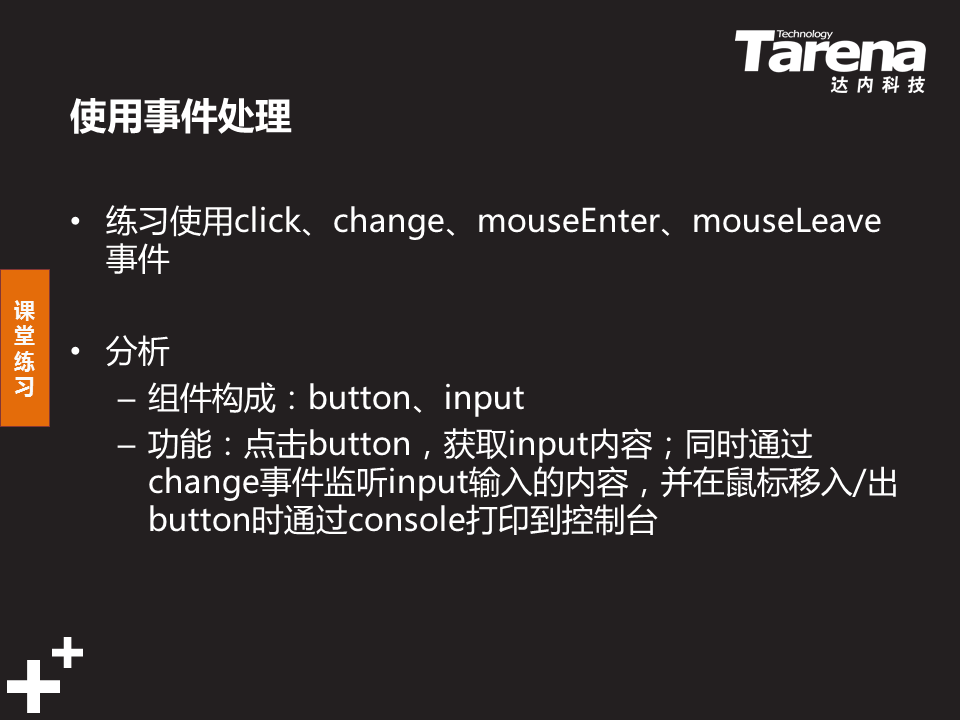 Technology
Tarena
达内科技
使用事件处理
• 练习使用click、change、mouseEnter、mouseLeave
事件
课
堂
练
习
• 分析
– 组件构成：button、input
– 功能：点击button，获取input内容；同时通过
change事件监听input输入的内容，并在鼠标移入/出
button时通过console打印到控制台